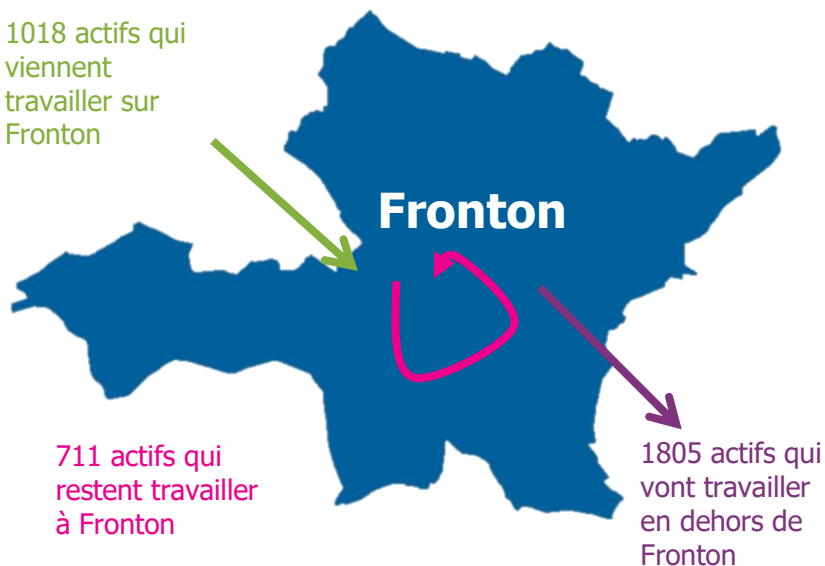 1018 actifs qui
viennent
travailler sur
Fronton
Fronton
711 actifs qui
restent travailler
à Fronton
1805 actifs qui
vont travailler
en dehors de
Fronton